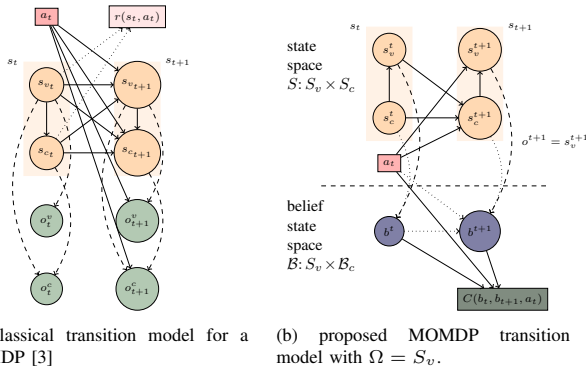 a_t
r(s_t, a_t)
s_t
s_{t+1}
s_{v_t}
s_{v_{t+1}}
s_{c_t}
s_{c_{t+1}}
o^v_t
o^v_{t+1}
o^c_t
o^c_{t+1}
lassical transition model for a
DP [3]
s_t
s_{t+1}
state
space
S: S_v × S_c
s^t_v
s^{t+1}_v
s^t_c
s^{t+1}_c
o^{t+1} = s^{t+1}_v
a_t
belief
state
space
B: S_v × B_c
b^t
b^{t+1}
C(b_t, b_{t+1}, a_t)
(b) proposed MOMDP transition
model with Ω = S_v.